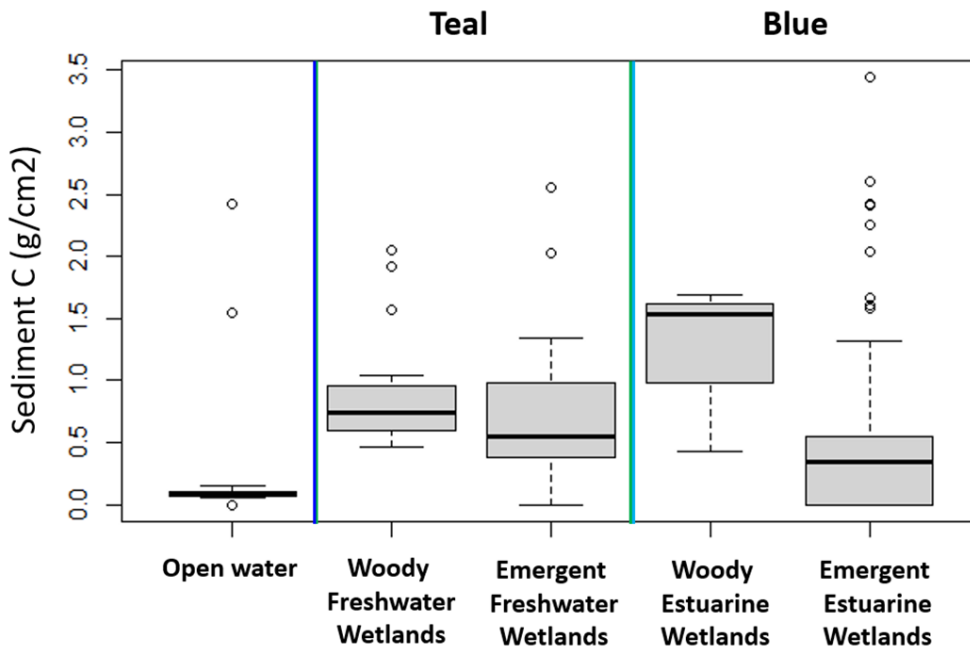 Teal
Blue
Sediment C (g/cm2)
3.5
3.0
2.5
2.0
1.5
1.0
0.5
0.0
Open water
Woody
Freshwater
Wetlands
Emergent
Freshwater
Wetlands
Woody
Estuarine
Wetlands
Emergent
Estuarine
Wetlands